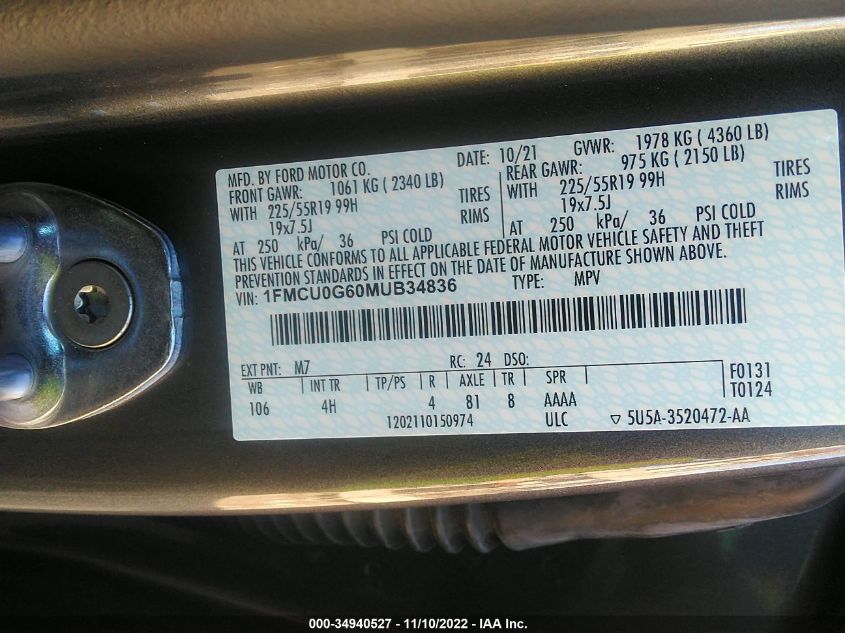 MFD. BY FORD MOTOR CO. DATE: 10/21 GVWR: 1978 KG ( 4360 LB)
FRONT GAWR: 1061 KG ( 2340 LB) REAR GAWR: 975 KG ( 2150 LB)
WITH 225/55R19 99H TIRES WITH 225/55R19 99H TIRES
19x7.5J RIMS 19x7.5J RIMS
AT 250 kPa/ 36 PSI COLD AT 250 kPa/ 36 PSI COLD
THIS VEHICLE CONFORMS TO ALL APPLICABLE FEDERAL MOTOR VEHICLE SAFETY AND THEFT
PREVENTION STANDARDS IN EFFECT ON THE DATE OF MANUFACTURE SHOWN ABOVE.
VIN: 1FMCU0G60MUB34836 TYPE: MPV
EXT PNT: M7 RC: 24 DSO:
WB INT TR TP/PS R AXLE TR SPR F0131
106 4H 4 81 8 AAAA T0124
1202110150974 ULC ▽ 5U5A-3520472-AA
000-34940527 - 11/10/2022 - IAA Inc.